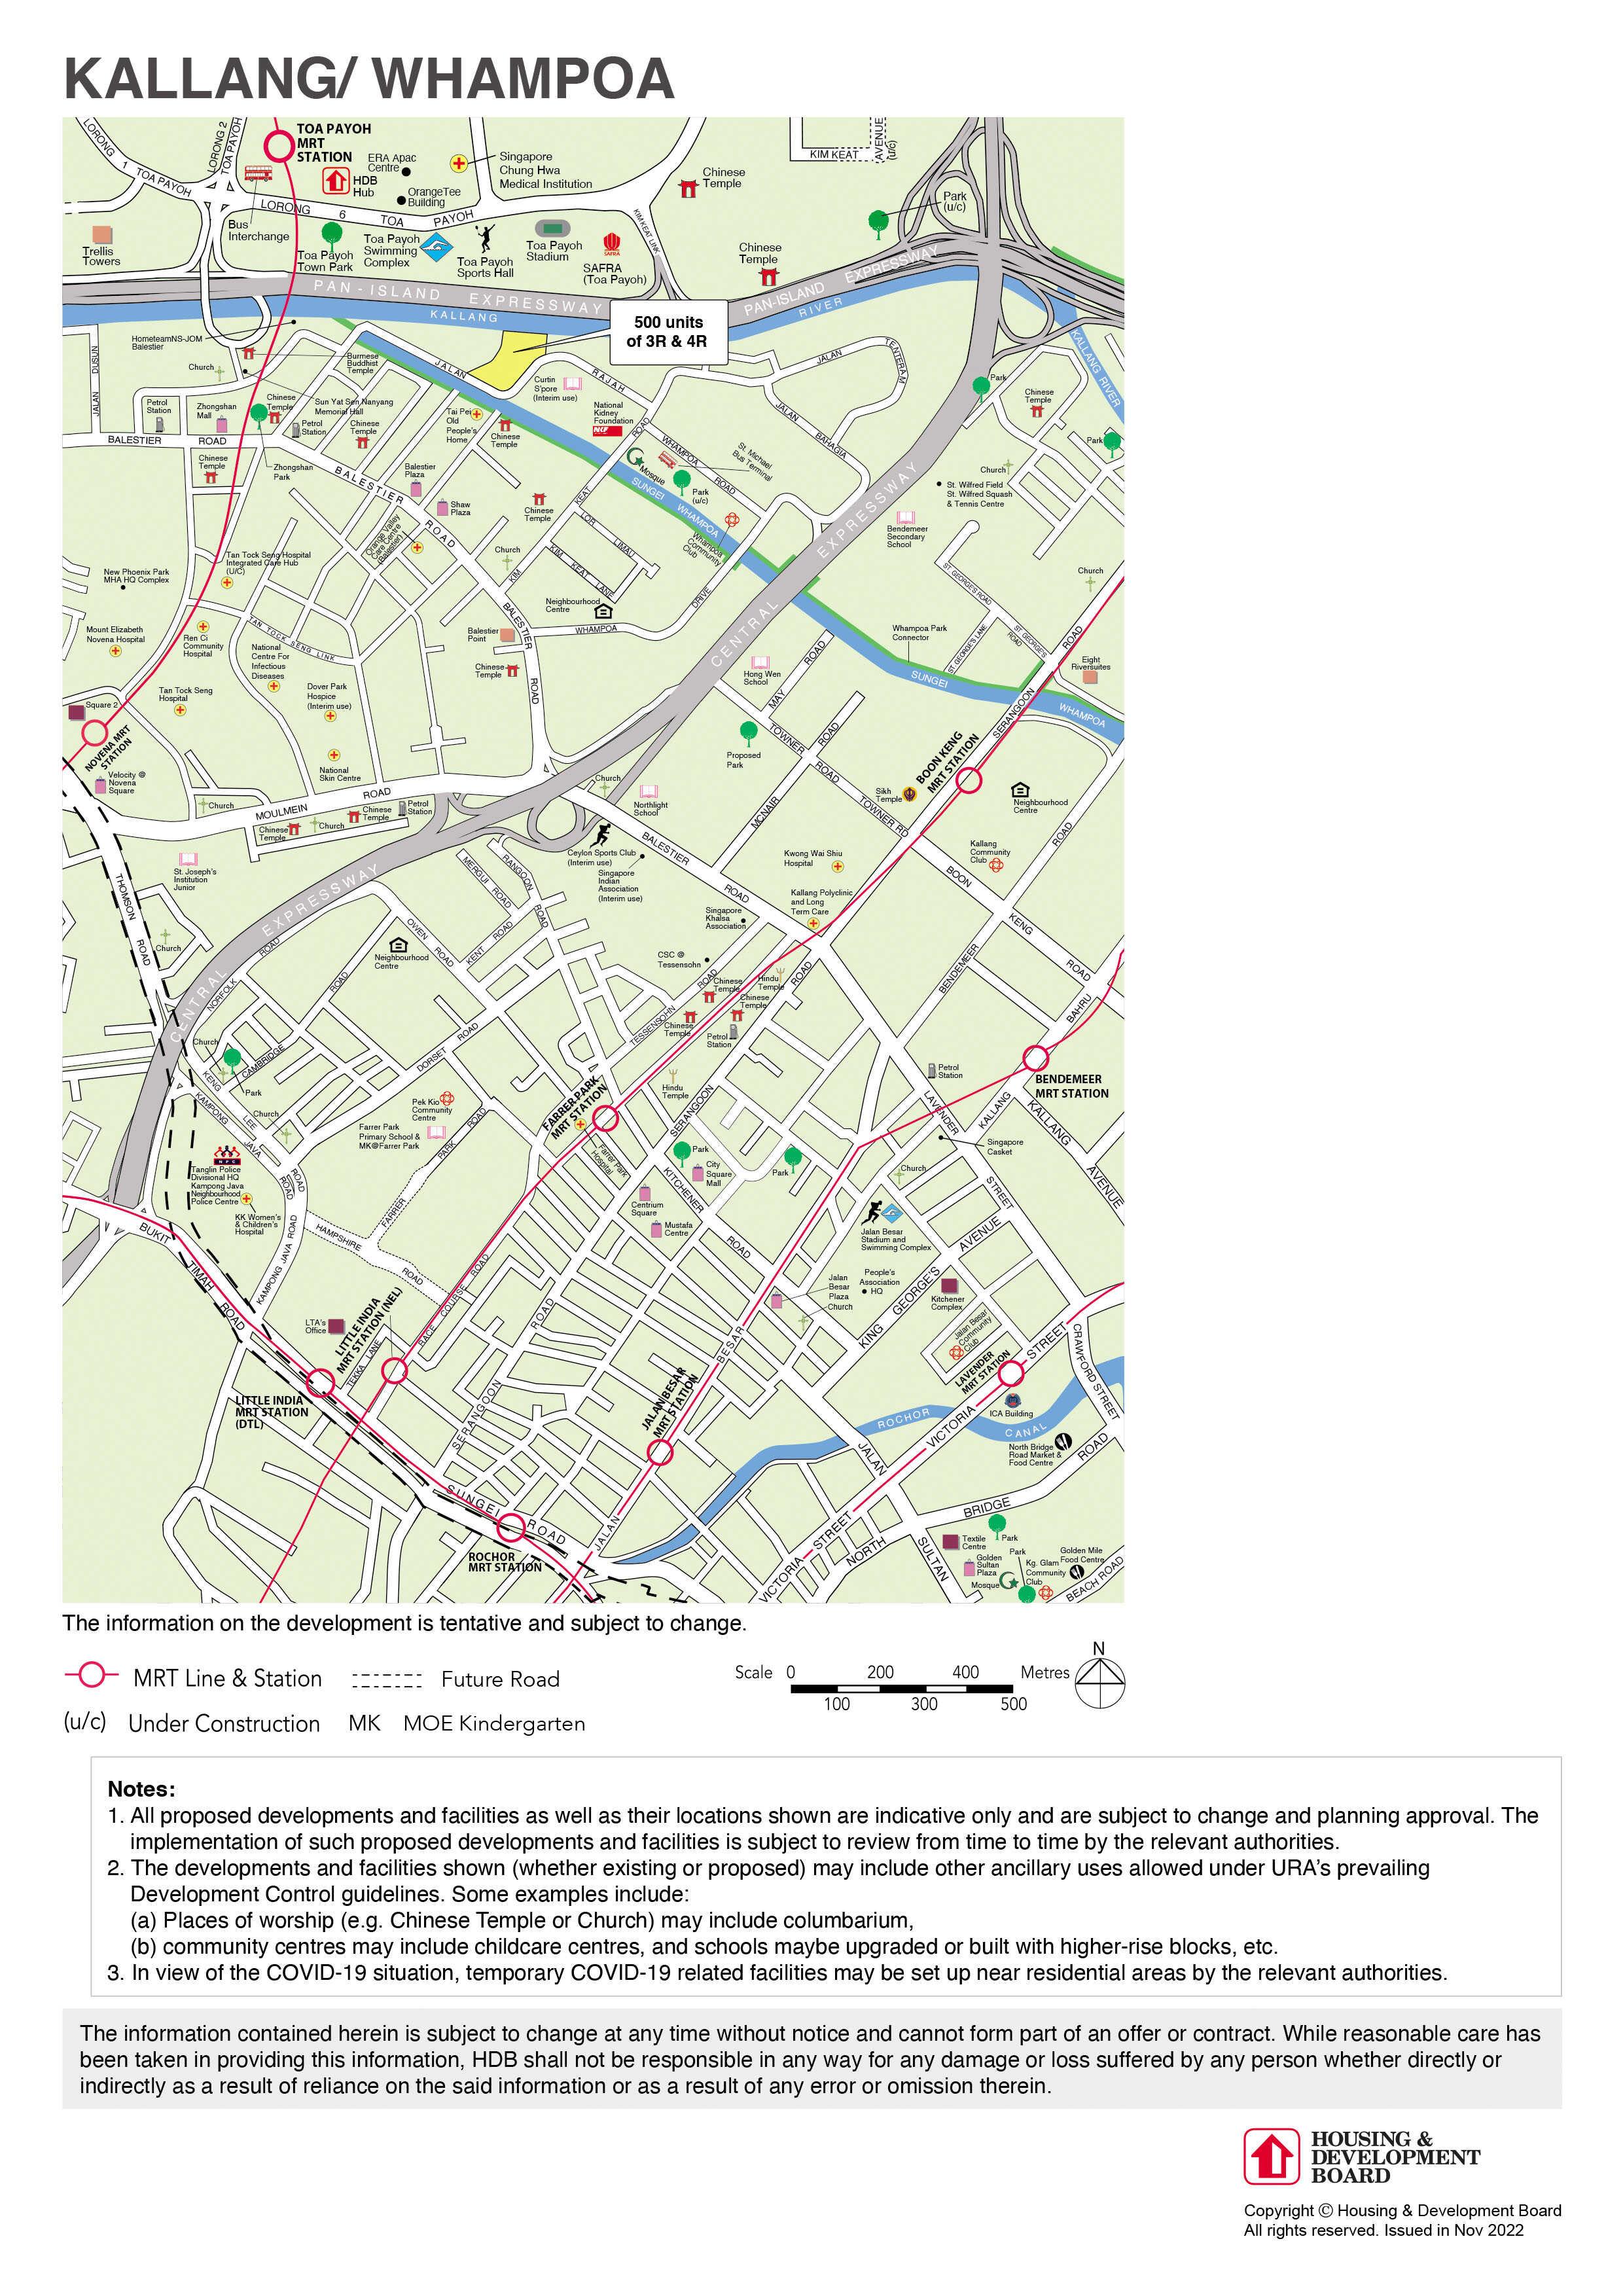 KALLANG/ WHAMPOA
LORONG 1
TOA PAYOH
LORONG 2
TOA PAYOH
TOA PAYOH
MRT
STATION
HDB
Hub
ERA Apac
Centre
OrangeTee
Building
Singapore
Chung Hwa
Medical Institution
Chinese
Temple
KIM KEAT
AVENUE
(u/c)
Park
(u/c)
Bus
Interchange
LORONG 6 TOA PAYOH
KIM KEAT LINK
Trellis
Towers
Toa Payoh
Town Park
Toa Payoh
Swimming
Complex
Toa Payoh
Sports Hall
Toa Payoh
Stadium
SAFRA
SAFRA
(Toa Payoh)
Chinese
Temple
PAN-ISLAND EXPRESSWAY
PAN-ISLAND EXPRESSWAY
KALLANG
RIVER
KALLANG RIVER
500 units
of 3R & 4R
HometeamNS-JOM
Balestier
Church
Burmese
Buddhist
Temple
JALAN DUSUN
Petrol
Station
Zhongshan
Mall
Chinese
Temple
Sun Yat Sen Nanyang
Memorial Hall
Petrol
Station
Chinese
Temple
JALAN
RAJAH
Curtin
S'pore
(Interim use)
National
Kidney
Foundation
NKF
Tai Pei
Old
People's
Home
Chinese
Temple
JALAN
TENTERAM
JALAN
BAHAGIA
Park
Chinese
Temple
Park
BALESTIER ROAD
Chinese
Temple
Zhongshan
Park
BALESTIER
ROAD
Balestier
Plaza
Shaw
Plaza
Chinese
Temple
KIM
KEAT
ROAD
WHAMPOA
ROAD
Mosque
St. Michael
Bus Terminal
Park
(u/c)
SUNGEI
WHAMPOA
Whampoa
Community
Club
Church
St. Wilfred Field
St. Wilfred Squash
& Tennis Centre
Bendemeer
Secondary
School
Orange Valley
Care Centre
(Balestier)
Church
LOR
LIMAU
KIM
KEAT LANE
Tan Tock Seng Hospital
Integrated Care Hub
(U/C)
New Phoenix Park
MHA HQ Complex
Neighbourhood
Centre
WHAMPOA
DRIVE
CENTRAL
EXPRESSWAY
ST. GEORGE'S ROAD
ST. GEORGE'S LANE
ST. GEORGE'S
ROAD
Church
Mount Elizabeth
Novena Hospital
Ren Ci
Community
Hospital
TAN TOCK SENG LINK
National
Centre For
Infectious
Diseases
Balestier
Point
BALESTIER
ROAD
Chinese
Temple
Whampoa Park
Connector
SUNGEI
WHAMPOA
Eight
Riversuites
Hong Wen
School
MAY
ROAD
Tan Tock Seng
Hospital
Dover Park
Hospice
(Interim use)
Square 2
NOVENA MRT
STATION
Velocity @
Novena
Square
National
Skin Centre
TOWNER
ROAD
Proposed
Park
MCNAIR
ROAD
TOWNER RD
SERANGOON
ROAD
BOON KENG
MRT STATION
Sikh
Temple
Neighbourhood
Centre
Church
MOULMEIN
ROAD
Chinese
Temple
Church
Chinese
Temple
Petrol
Station
Church
Northlight
School
Ceylon Sports Club
(Interim use)
Singapore
Indian
Association
(Interim use)
BALESTIER
ROAD
Kwong Wai Shiu
Hospital
Kallang Polyclinic
and Long
Term Care
Kallang
Community
Club
BOON
KENG
ROAD
ROAD
BENDEMEER
St. Joseph's
Institution
Junior
THOMSON
ROAD
Church
CENTRAL
EXPRESSWAY
MERGUI
ROAD
RANGOON
ROAD
OWEN
ROAD
KENT
ROAD
Neighbourhood
Centre
Singapore
Khalsa
Association
CSC @
Tessensohn
TESSENSOHN
ROAD
Chinese
Temple
Hindu
Temple
Chinese
Temple
Chinese
Temple
Petrol
Station
ROAD
BAHRU
NORFOLK
ROAD
ROAD
CAMBRIDGE
Church
Park
KENG
LEE
ROAD
KAMPONG
JAVA
ROAD
Church
DORSET
ROAD
Pek Kio
Community
Centre
Farrer Park
Primary School &
MK@Farrer Park
PARK
ROAD
FARRER
FARRER PARK
MRT STATION
Farrer Park
Hospital
Hindu
Temple
SERANGOON
Petrol
Station
LAVENDER
STREET
KALLANG
BENDEMEER
MRT STATION
KALLANG
AVENUE
Singapore
Casket
Tanglin Police
Divisional HQ
Kampong Java
Neighbourhood
Police Centre
KK Women's
& Children's
Hospital
Park
City
Square
Mall
Park
Church
KITCHENER
ROAD
Centrium
Square
Mustafa
Centre
Jalan Besar
Stadium and
Swimming Complex
HAMPSHIRE
ROAD
KAMPONG JAVA ROAD
BUKIT
TIMAH
ROAD
LTA's
Office
LITTLE INDIA
MRT STATION (NEL)
TEKKA LANE
RACE COURSE ROAD
ROAD
SERANGOON
Jalan
Besar
Plaza
Church
People's
Association
HQ
KING GEORGE'S AVENUE
Kitchener
Complex
Jalan Besar
Community
Club
LAVENDER
MRT STATION
STREET
CRAWFORD STREET
LITTLE INDIA
MRT STATION
(DTL)
JALAN BESAR
MRT STATION
BESAR
ROCHOR
CANAL
ICA Building
VICTORIA
North Bridge
Road Market &
Food Centre
ROAD
JALAN
SULTAN
SUNGEI
ROAD
ROCHOR
MRT STATION
JALAN
VICTORIA STREET
NORTH
BRIDGE
Park
Textile
Centre
Golden
Sultan
Plaza
Park
Mosque
Kg. Glam
Community
Club
Golden Mile
Food Centre
BEACH ROAD
The information on the development is tentative and subject to change.
MRT Line & Station
Future Road
(u/c) Under Construction
MK MOE Kindergarten
Scale 0 200 400 Metres
100 300 500
N
Notes:
1. All proposed developments and facilities as well as their locations shown are indicative only and are subject to change and planning approval. The
implementation of such proposed developments and facilities is subject to review from time to time by the relevant authorities.
2. The developments and facilities shown (whether existing or proposed) may include other ancillary uses allowed under URA's prevailing
Development Control guidelines. Some examples include:
(a) Places of worship (e.g. Chinese Temple or Church) may include columbarium,
(b) community centres may include childcare centres, and schools maybe upgraded or built with higher-rise blocks, etc.
3. In view of the COVID-19 situation, temporary COVID-19 related facilities may be set up near residential areas by the relevant authorities.
The information contained herein is subject to change at any time without notice and cannot form part of an offer or contract. While reasonable care has
been taken in providing this information, HDB shall not be responsible in any way for any damage or loss suffered by any person whether directly or
indirectly as a result of reliance on the said information or as a result of any error or omission therein.
HOUSING &
DEVELOPMENT
BOARD
Copyright © Housing & Development Board
All rights reserved. Issued in Nov 2022